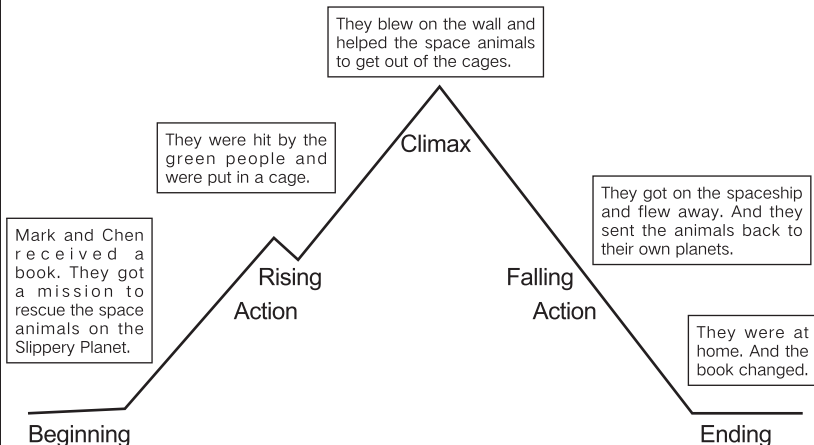 They blew on the wall and
helped the space animals
to get out of the cages.
They were hit by the
green people and
were put in a cage.
Climax
Mark and Chen
received a
book. They got
a mission to
rescue the space
animals on the
Slippery Planet.
They got on the spaceship
and flew away. And they
sent the animals back to
their own planets.
Rising
Action
Falling
Action
They were at
home. And the
book changed.
Beginning
Ending